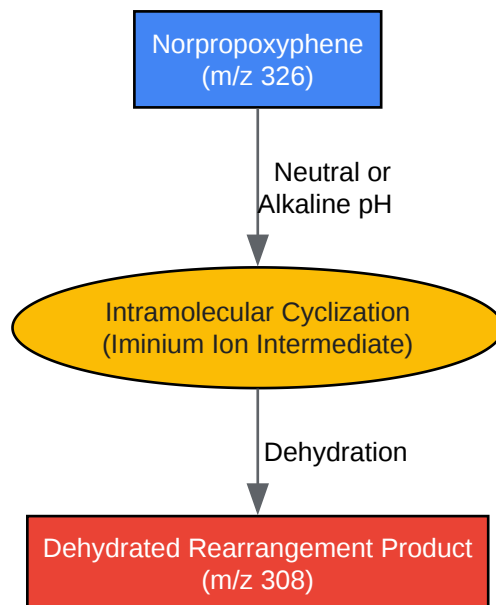 Norpropoxyphene
(m/z 326)
Neutral or
Alkaline pH
Intramolecular Cyclization
(Iminium Ion Intermediate)
Dehydration
Dehydrated Rearrangement Product
(m/z 308)